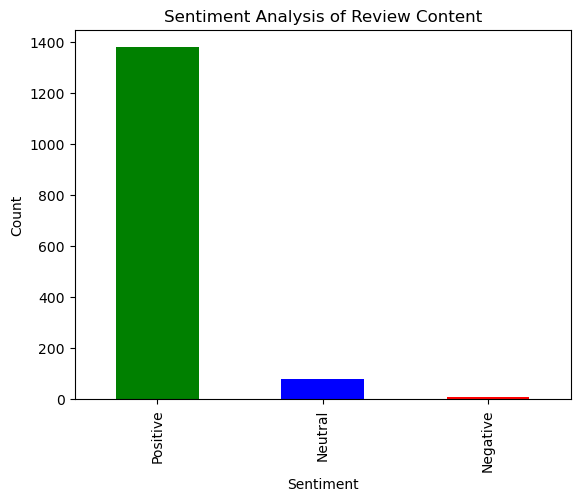 Sentiment Analysis of Review Content
1400
1200
1000
800
600
400
200
0
Count
Positive
Neutral
Negative
Sentiment